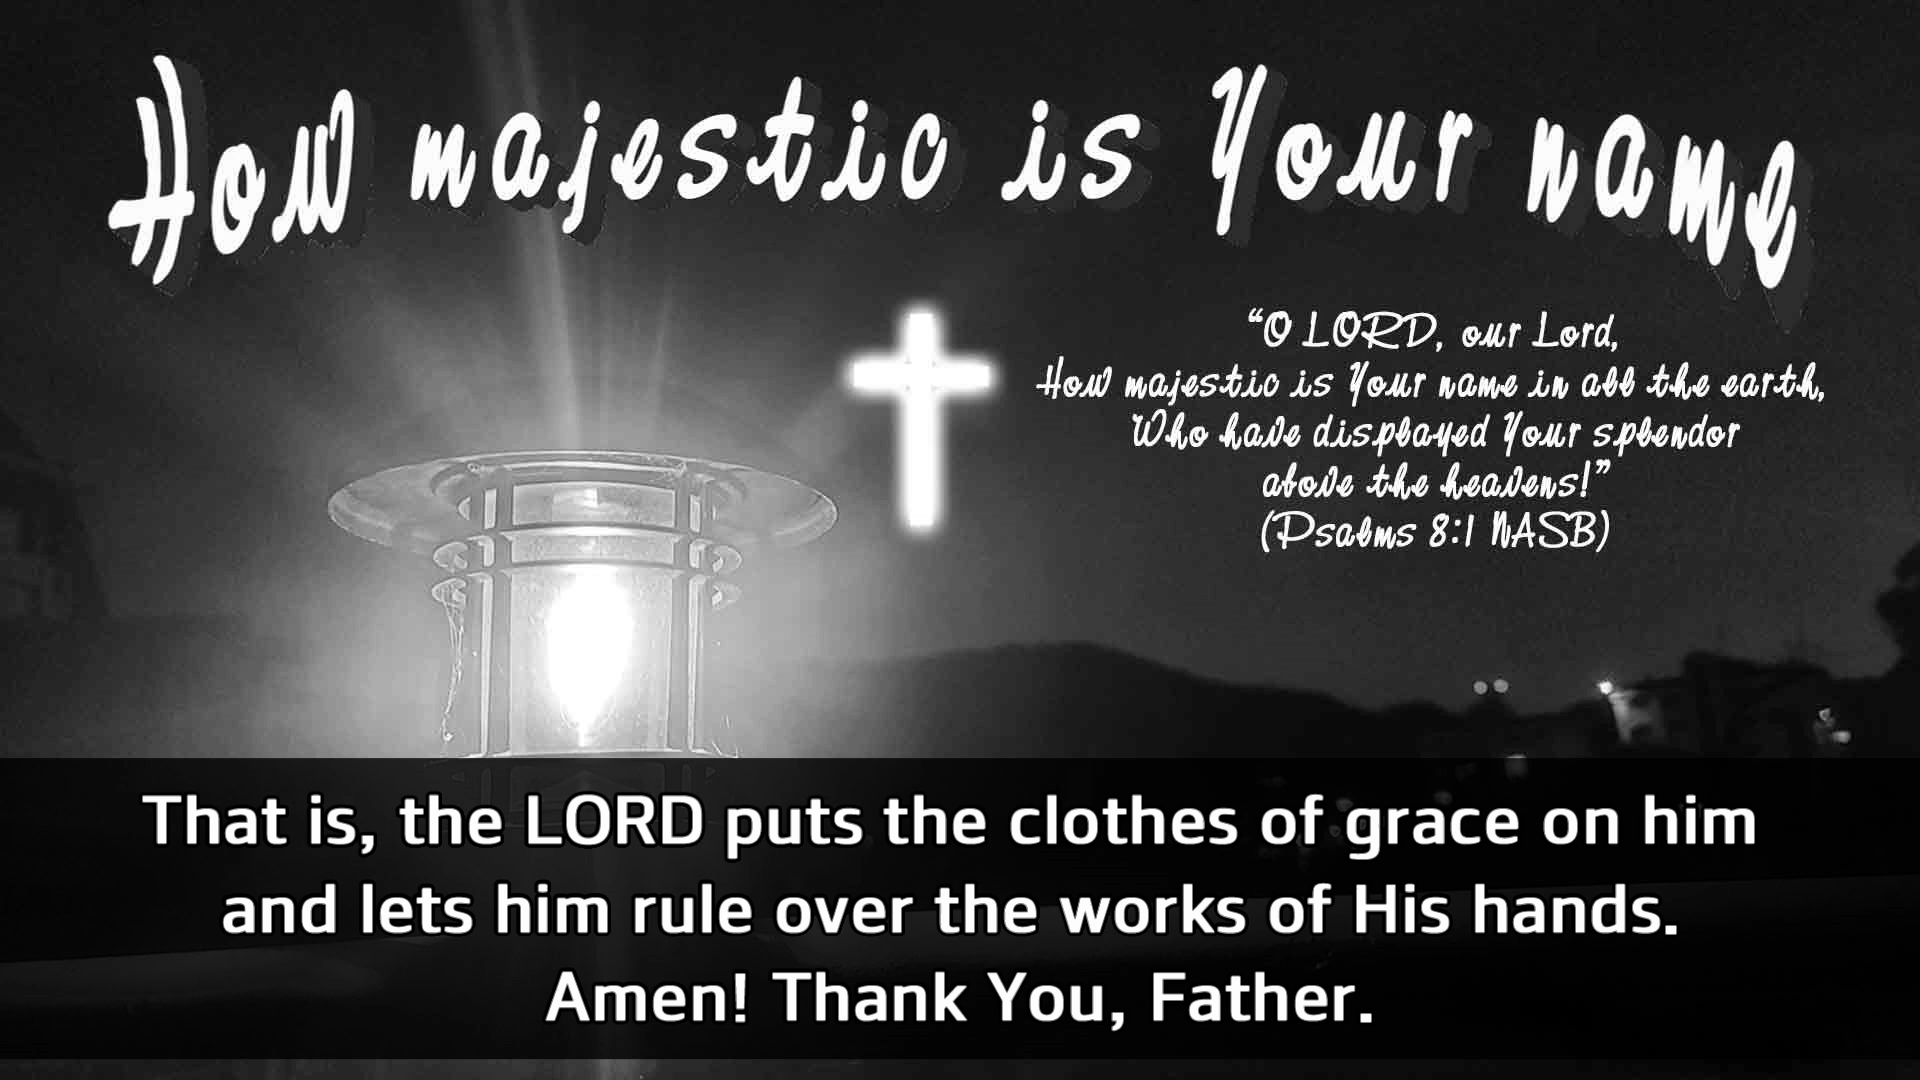 How majestic is Your name
“O LORD, our Lord,
How majestic is Your name in all the earth,
Who have displayed Your splendor
above the heavens!”
(Psalms 8:1 NASB)
That is, the LORD puts the clothes of grace on him
and lets him rule over the works of His hands.
Amen! Thank You, Father.